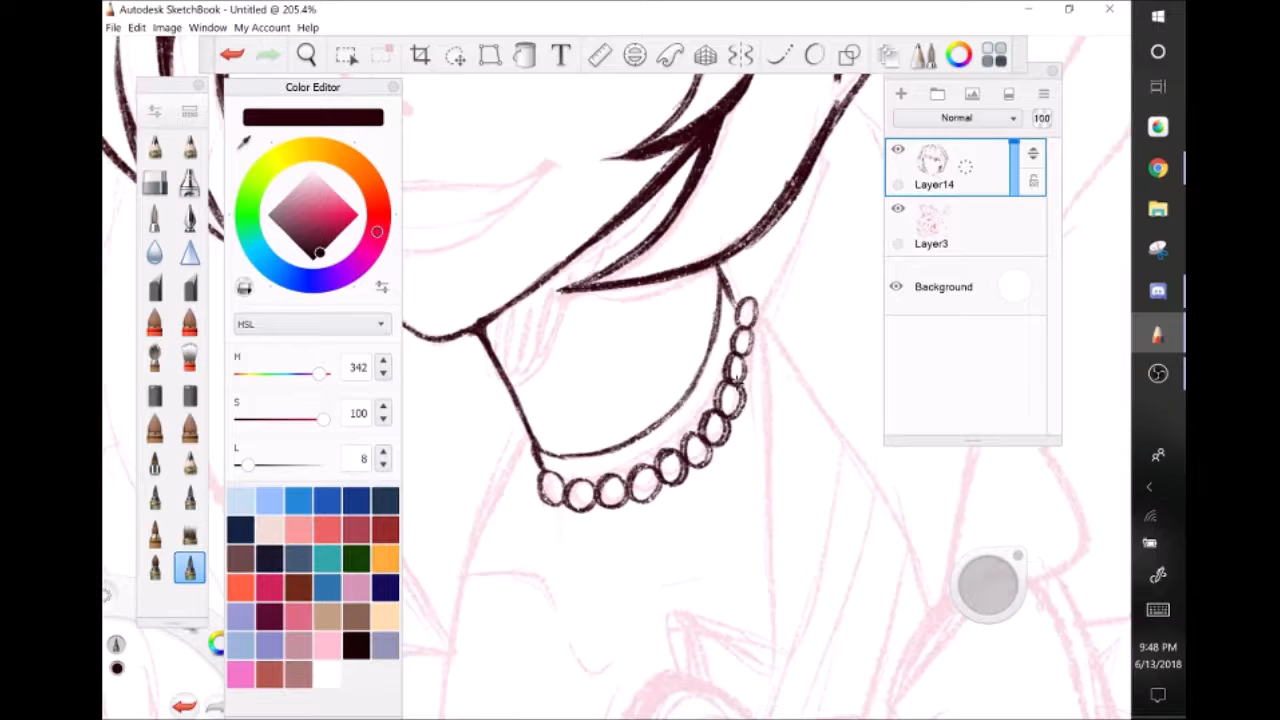 Autodesk SketchBook - Untitled @ 205.4%
File Edit Image Window My Account Help
T
Color Editor
HSL
H
342
S
100
L
8
Normal
100
Layer14
Layer3
Background
9:48 PM
6/13/2018